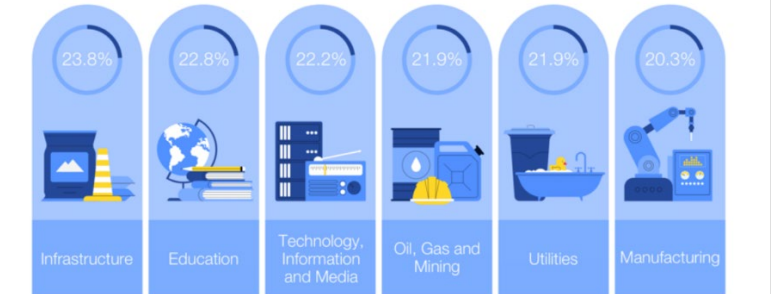 23.8%
22.8%
22.2%
21.9%
21.9%
20.3%
Infrastructure
Education
Technology,
Information
and Media
Oil, Gas and
Mining
Utilities
Manufacturing